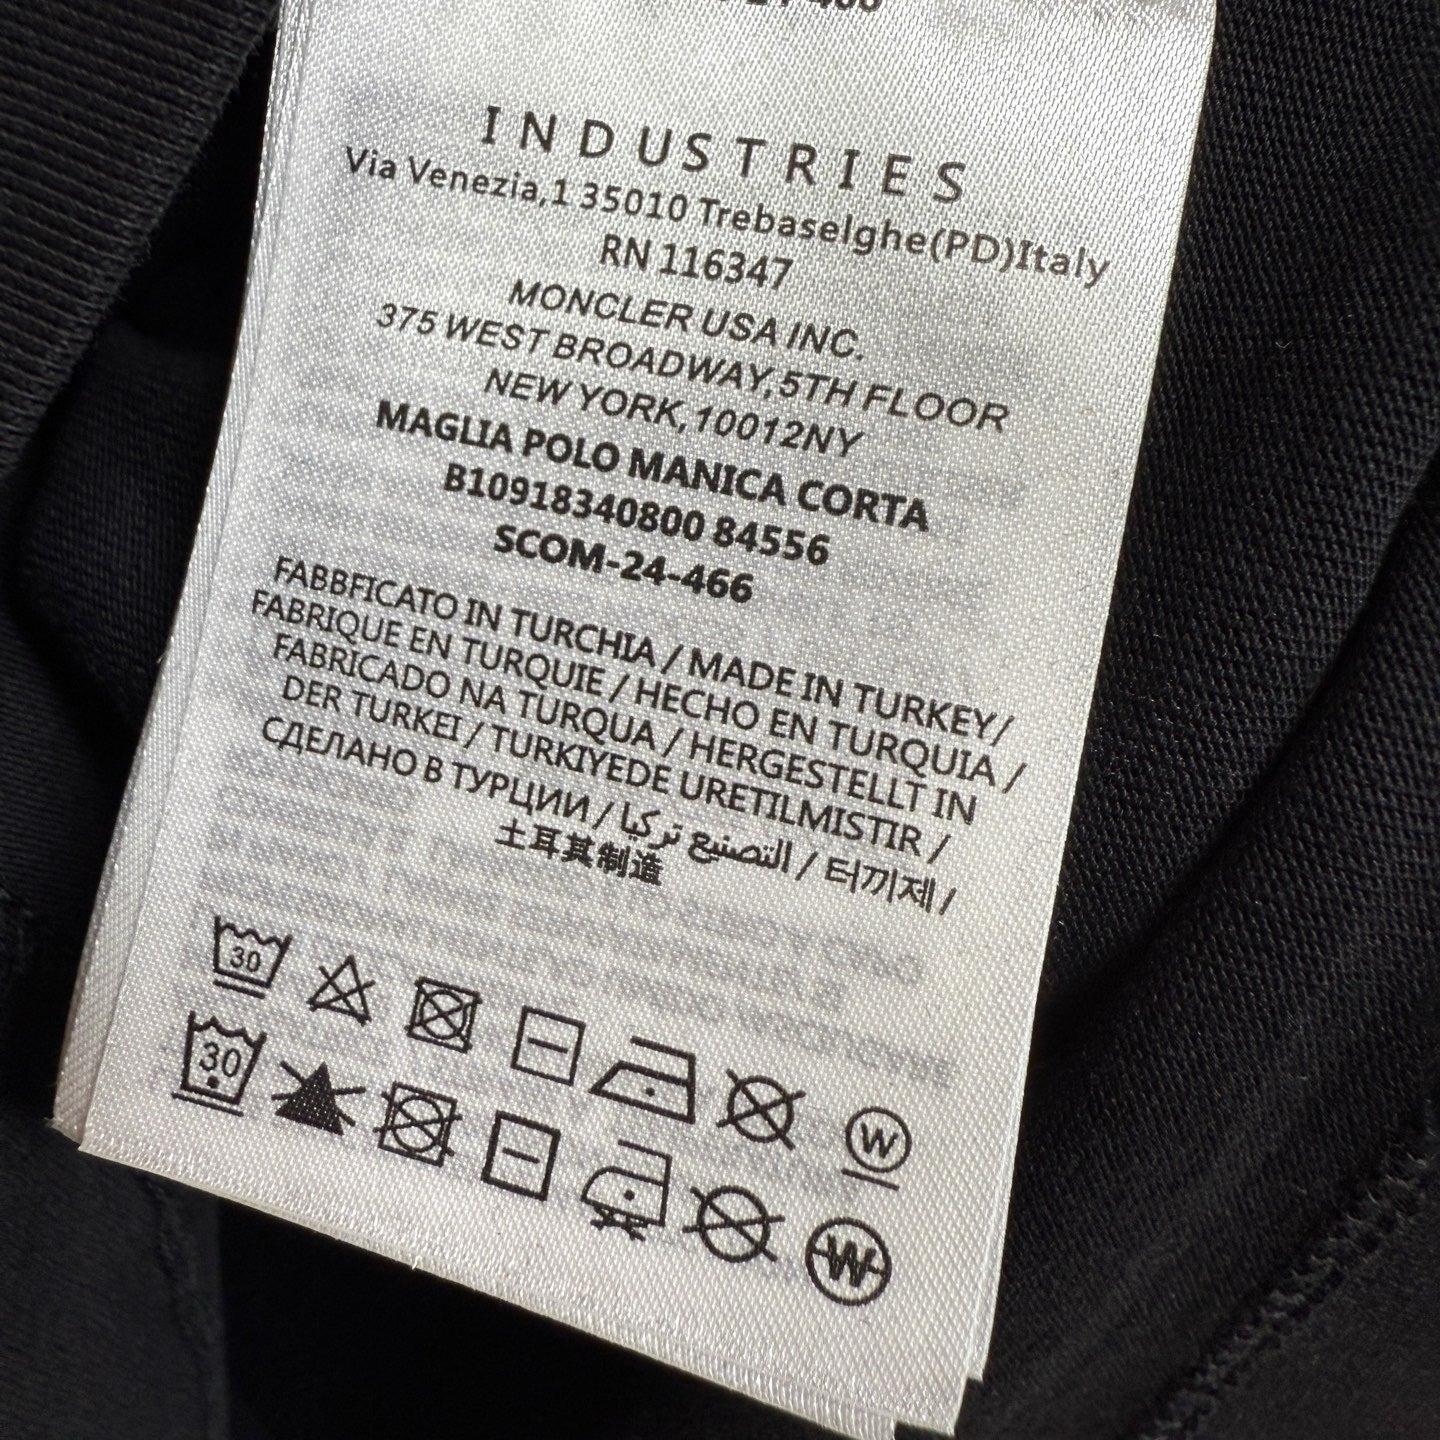 INDUSTRIES
Via Venezia,1 35010 Trebaselghe(PD)Italy
RN 116347
MONCLER USA INC.
375 WEST BROADWAY,5TH FLOOR
NEW YORK,10012NY
MAGLIA POLO MANICA CORTA
B10918340800 84556
SCOM-24-466
FABBFICATO IN TURCHIA / MADE IN TURKEY/
FABRIQUE EN TURQUIE / HECHO EN TURQUIA /
FABRICADO NA TURQUA / HERGESTELLT IN
DER TURKEI / TURKIYEDE URETILMISTIR /
СДЕЛАНО В ТУРЦИИ / التصنيع تركيا / 터끼제 /
土耳其制造
30
W
30
W